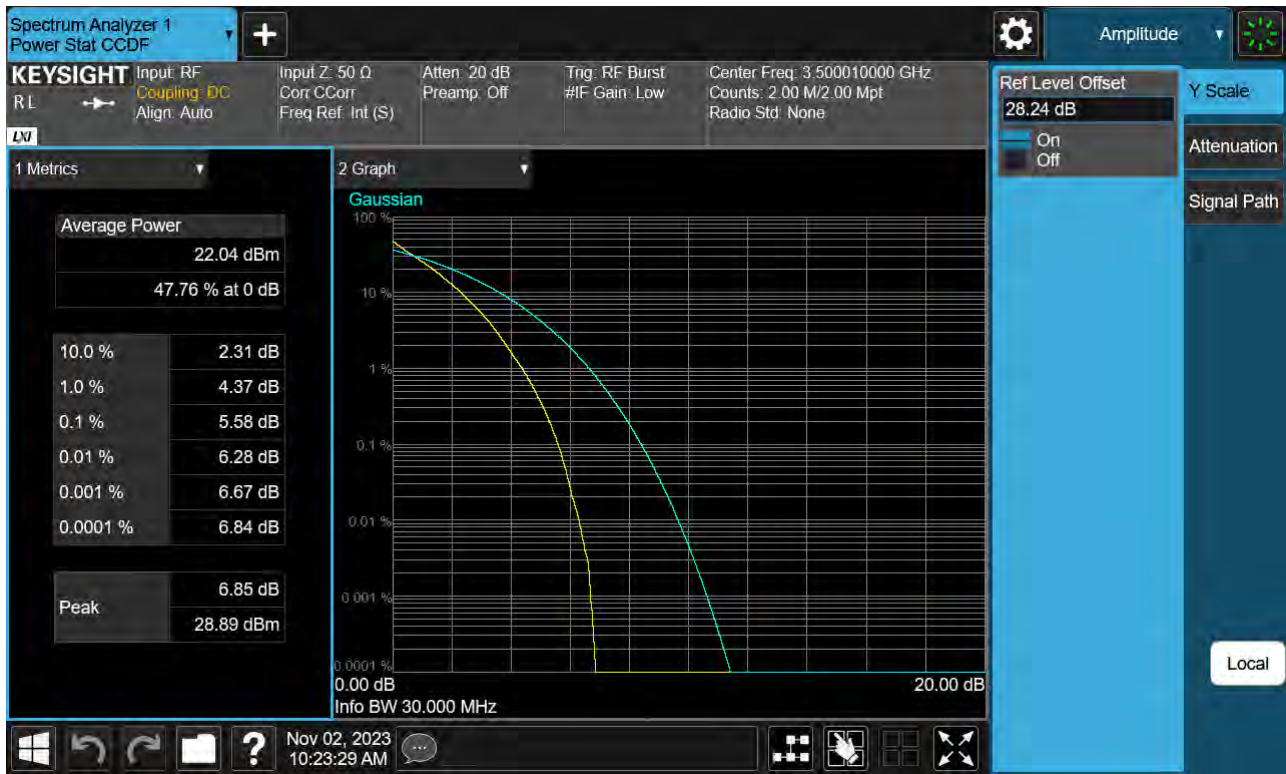 Spectrum Analyzer 1
Power Stat CCDF
+
Amplitude
KEYSIGHT
RL
LXI
Input: RF
Coupling: DC
Align: Auto
Input Z: 50 Ω
Corr CCorr
Freq Ref: Int (S)
Atten: 20 dB
Preamp: Off
Trig: RF Burst
#IF Gain: Low
Center Freq: 3.500010000 GHz
Counts: 2.00 M/2.00 Mpt
Radio Std: None
Ref Level Offset
28.24 dB
On
Off
Y Scale
Attenuation
Signal Path
Local
1 Metrics
Average Power
22.04 dBm
47.76 % at 0 dB
10.0 % 2.31 dB
1.0 % 4.37 dB
0.1 % 5.58 dB
0.01 % 6.28 dB
0.001 % 6.67 dB
0.0001 % 6.84 dB
Peak
6.85 dB
28.89 dBm
2 Graph
Gaussian
100 %
10 %
1 %
0.1 %
0.01 %
0.001 %
0.0001 %
0.00 dB 20.00 dB
Info BW 30.000 MHz
?
Nov 02, 2023
10:23:29 AM